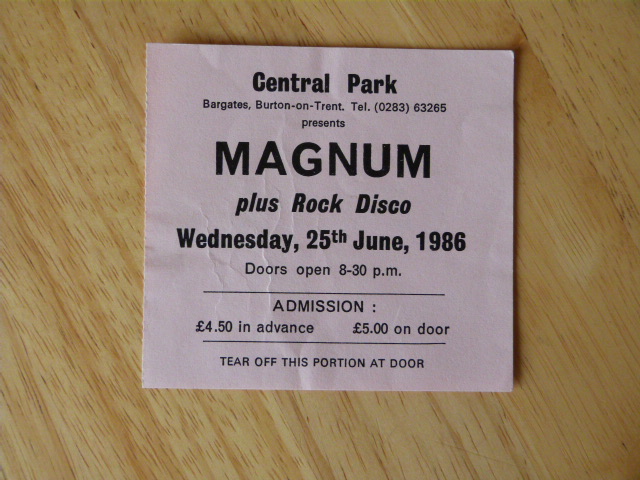 Central Park
Bargates, Burton-on-Trent. Tel. (0283) 63265
presents
MAGNUM
plus Rock Disco
Wednesday, 25th June, 1986
Doors open 8-30 p.m.
ADMISSION :
£4.50 in advance £5.00 on door
TEAR OFF THIS PORTION AT DOOR